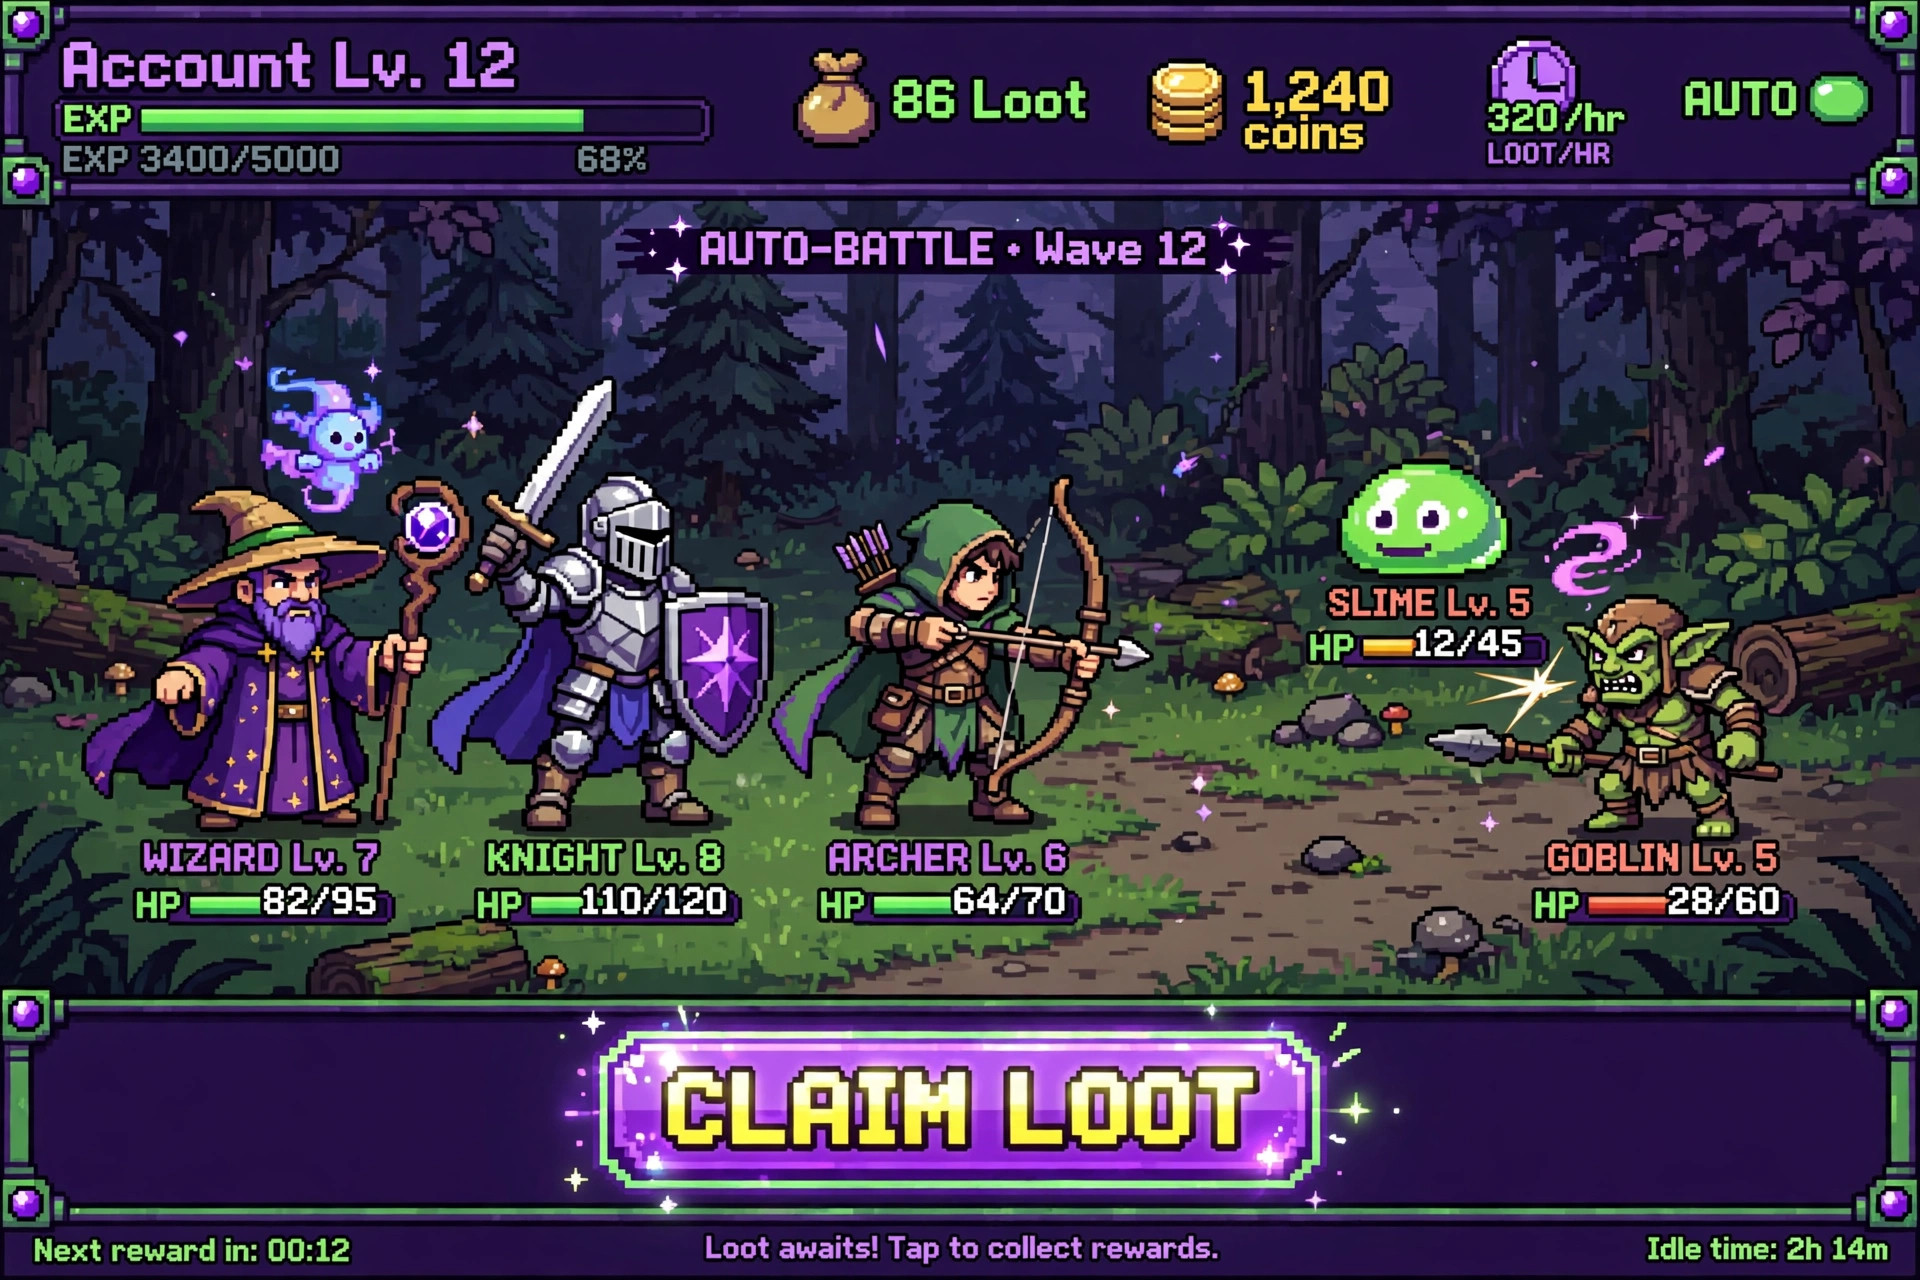 Account Lv. 12
EXP
EXP 3400/5000 68%
86 Loot
1,240
coins
320/hr
LOOT/HR
AUTO
AUTO-BATTLE • Wave 12
SLIME Lv. 5
HP 12/45
WIZARD Lv. 7
HP 82/95
KNIGHT Lv. 8
HP 110/120
ARCHER Lv. 6
HP 64/70
GOBLIN Lv. 5
HP 28/60
CLAIM LOOT
Next reward in: 00:12
Loot awaits! Tap to collect rewards.
Idle time: 2h 14m